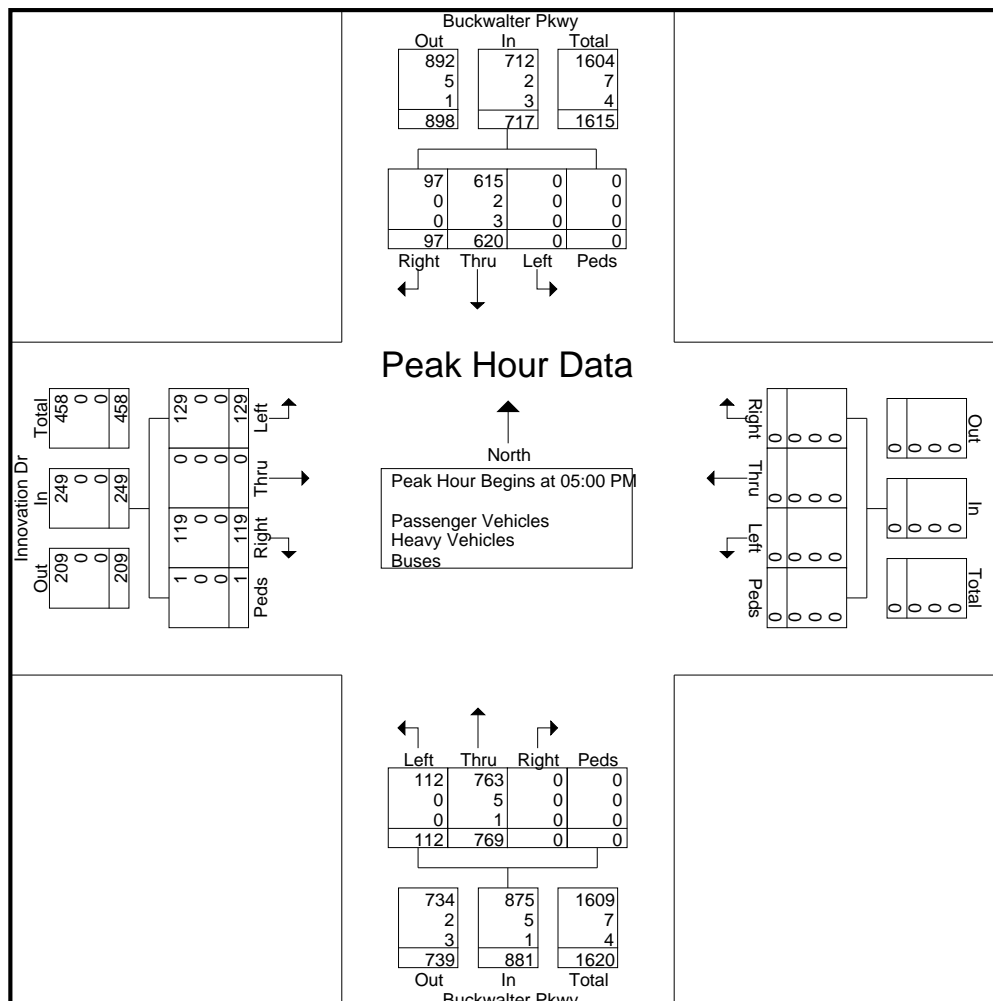 Buckwalter Pkwy
Out In Total
892 712 1604
5 2 7
1 3 4
898 717 1615
97 615 0 0
0 2 0 0
0 3 0 0
97 620 0 0
Right Thru Left Peds
Peak Hour Data
North
Peak Hour Begins at 05:00 PM
Passenger Vehicles
Heavy Vehicles
Buses
Innovation Dr
Out In Total
209 249 458
0 0 0
0 0 0
209 249 458
1 119 0 129
0 0 0 0
0 0 0 0
1 119 0 129
Peds Right Thru Left
Out In Total
0 0 0
0 0 0
0 0 0
0 0 0
Right Thru Left Peds
0 0 0 0
0 0 0 0
0 0 0 0
0 0 0 0
Left Thru Right Peds
112 763 0 0
0 5 0 0
0 1 0 0
112 769 0 0
734 875 1609
2 5 7
3 1 4
739 881 1620
Out In Total
Buckwalter Pkwy